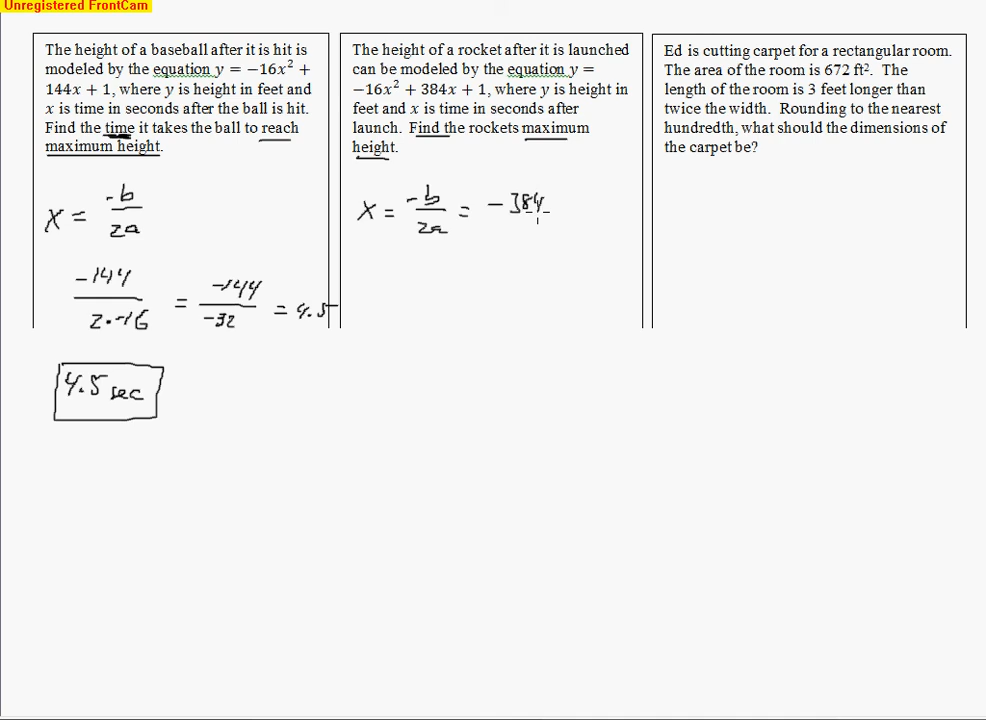 Unregistered FrontCam
The height of a baseball after it is hit is
modeled by the equation y = −16x² +
144x + 1, where y is height in feet and
x is time in seconds after the ball is hit.
Find the time it takes the ball to reach
maximum height.
x = -b/2a
-144/2·-16 = -144/-32 = 4.5
4.5 sec
The height of a rocket after it is launched
can be modeled by the equation y =
−16x² + 384x + 1, where y is height in
feet and x is time in seconds after
launch. Find the rockets maximum
height.
x = -b/2a = -384
Ed is cutting carpet for a rectangular room.
The area of the room is 672 ft². The
length of the room is 3 feet longer than
twice the width. Rounding to the nearest
hundredth, what should the dimensions of
the carpet be?